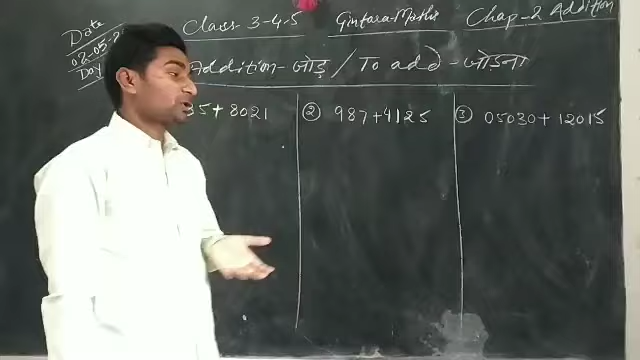 Date Class-3-4-5 Gintara-Maths Chap-2 Addition
02-05-2
Day Addition-जोड़ / To add-जोड़ना
35+8021 ② 987+4125 ③ 05030+12015